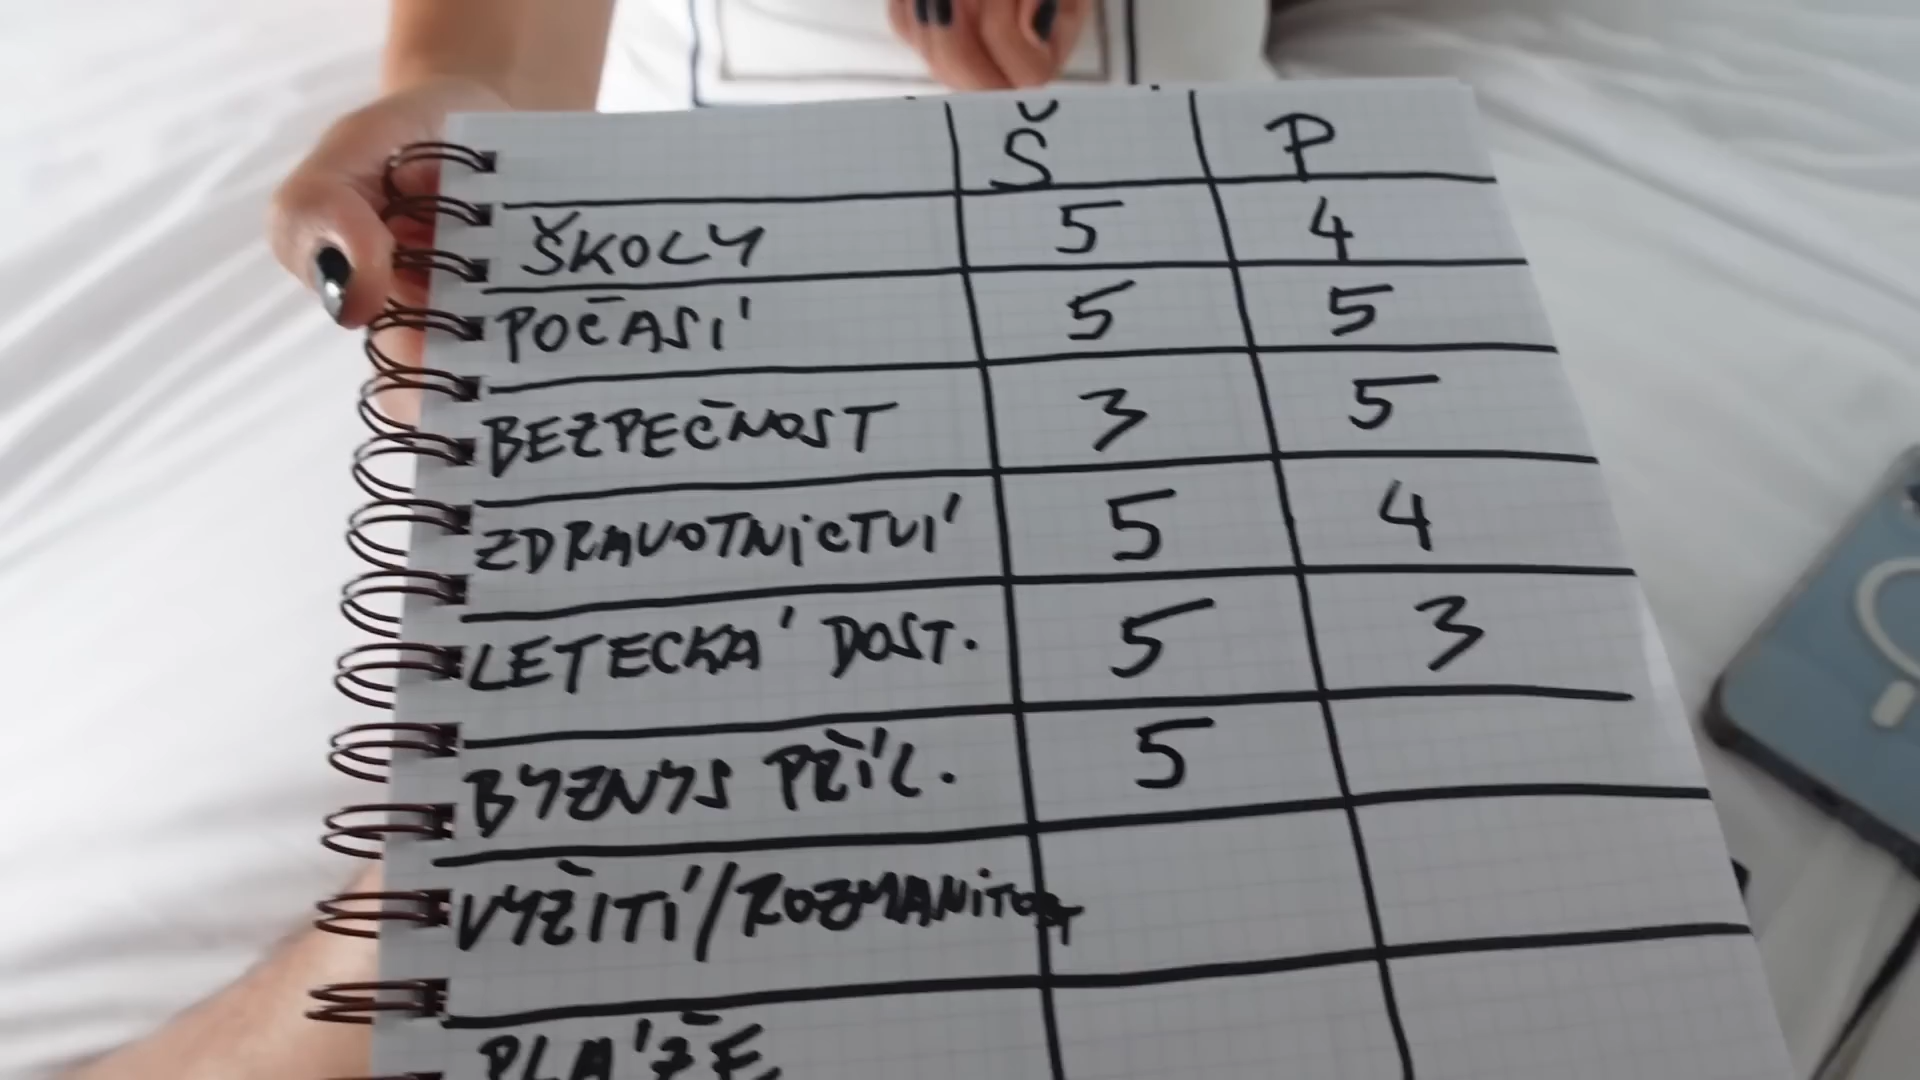 Š P
ŠKOLY 5 4
POČASÍ 5 5
BEZPEČNOST 3 5
ZDRAVOTNICTVÍ 5 4
LETECKÁ DOST. 5 3
BYZNYS PŘÍL. 5
VYŽITÍ/ROZMANITOST
PLÁŽE